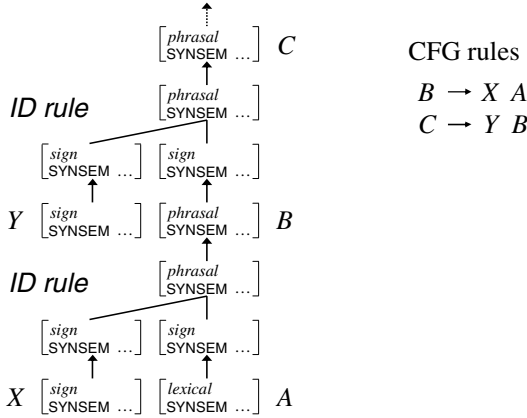 phrasal
SYNSEM … C
CFG rules
phrasal
SYNSEM …
B → X A
ID rule
C → Y B
sign sign
SYNSEM … SYNSEM …
sign phrasal
Y SYNSEM … SYNSEM … B
phrasal
SYNSEM …
ID rule
sign sign
SYNSEM … SYNSEM …
sign lexical
X SYNSEM … SYNSEM … A